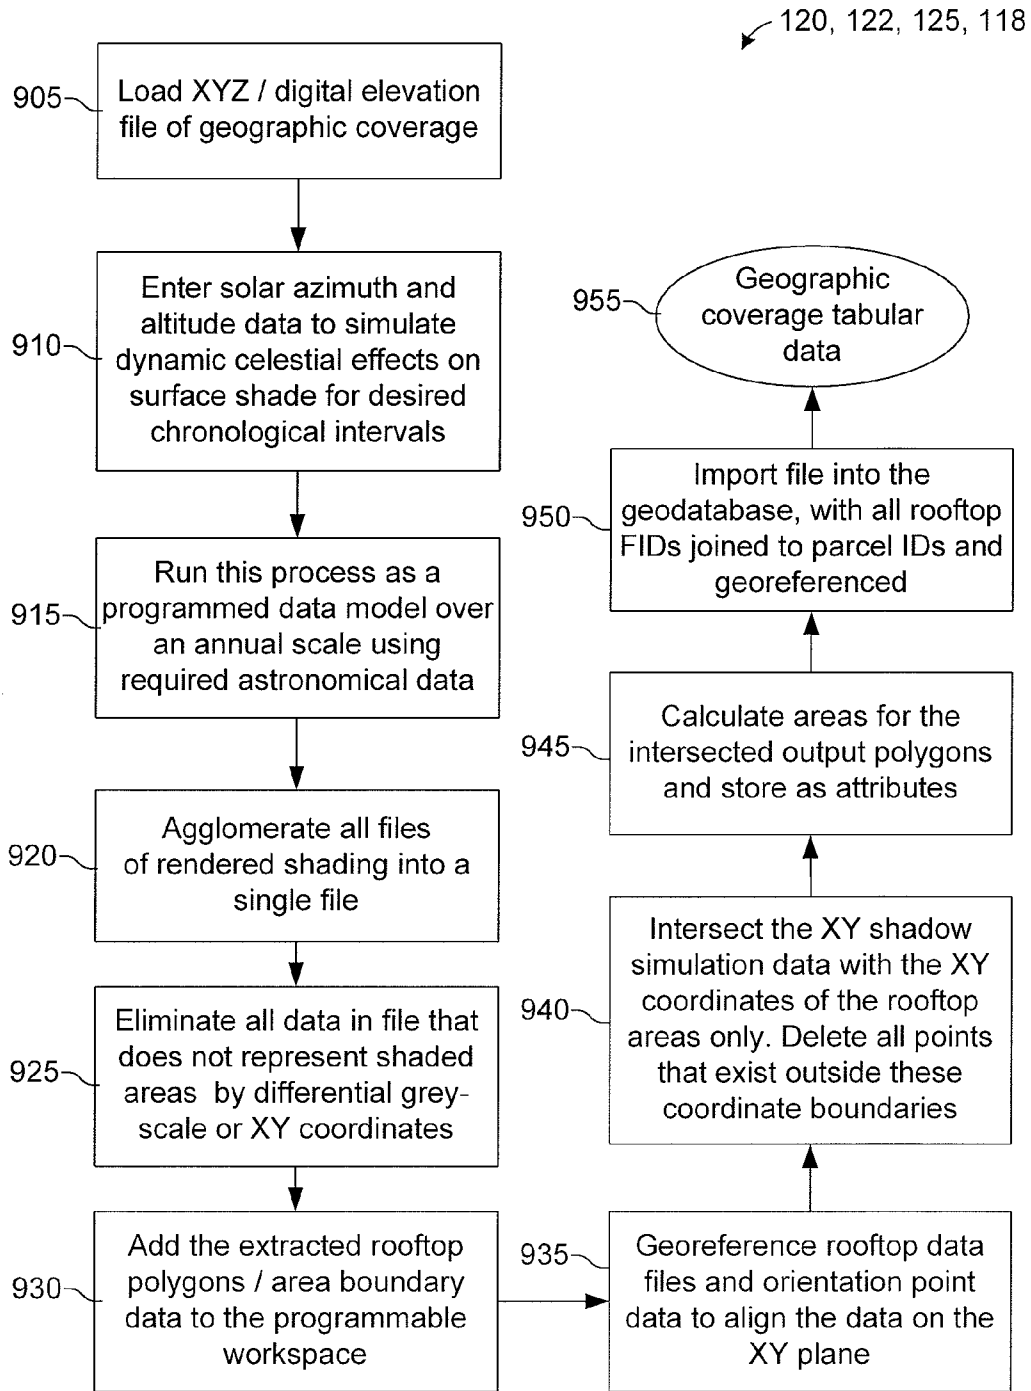 120, 122, 125, 118
905
Load XYZ / digital elevation
file of geographic coverage
910
Enter solar azimuth and
altitude data to simulate
dynamic celestial effects on
surface shade for desired
chronological intervals
915
Run this process as a
programmed data model over
an annual scale using
required astronomical data
920
Agglomerate all files
of rendered shading into a
single file
925
Eliminate all data in file that
does not represent shaded
areas by differential grey-
scale or XY coordinates
930
Add the extracted rooftop
polygons / area boundary
data to the programmable
workspace
935
Georeference rooftop data
files and orientation point
data to align the data on the
XY plane
940
Intersect the XY shadow
simulation data with the XY
coordinates of the rooftop
areas only. Delete all points
that exist outside these
coordinate boundaries
945
Calculate areas for the
intersected output polygons
and store as attributes
950
Import file into the
geodatabase, with all rooftop
FIDs joined to parcel IDs and
georeferenced
955
Geographic
coverage tabular
data